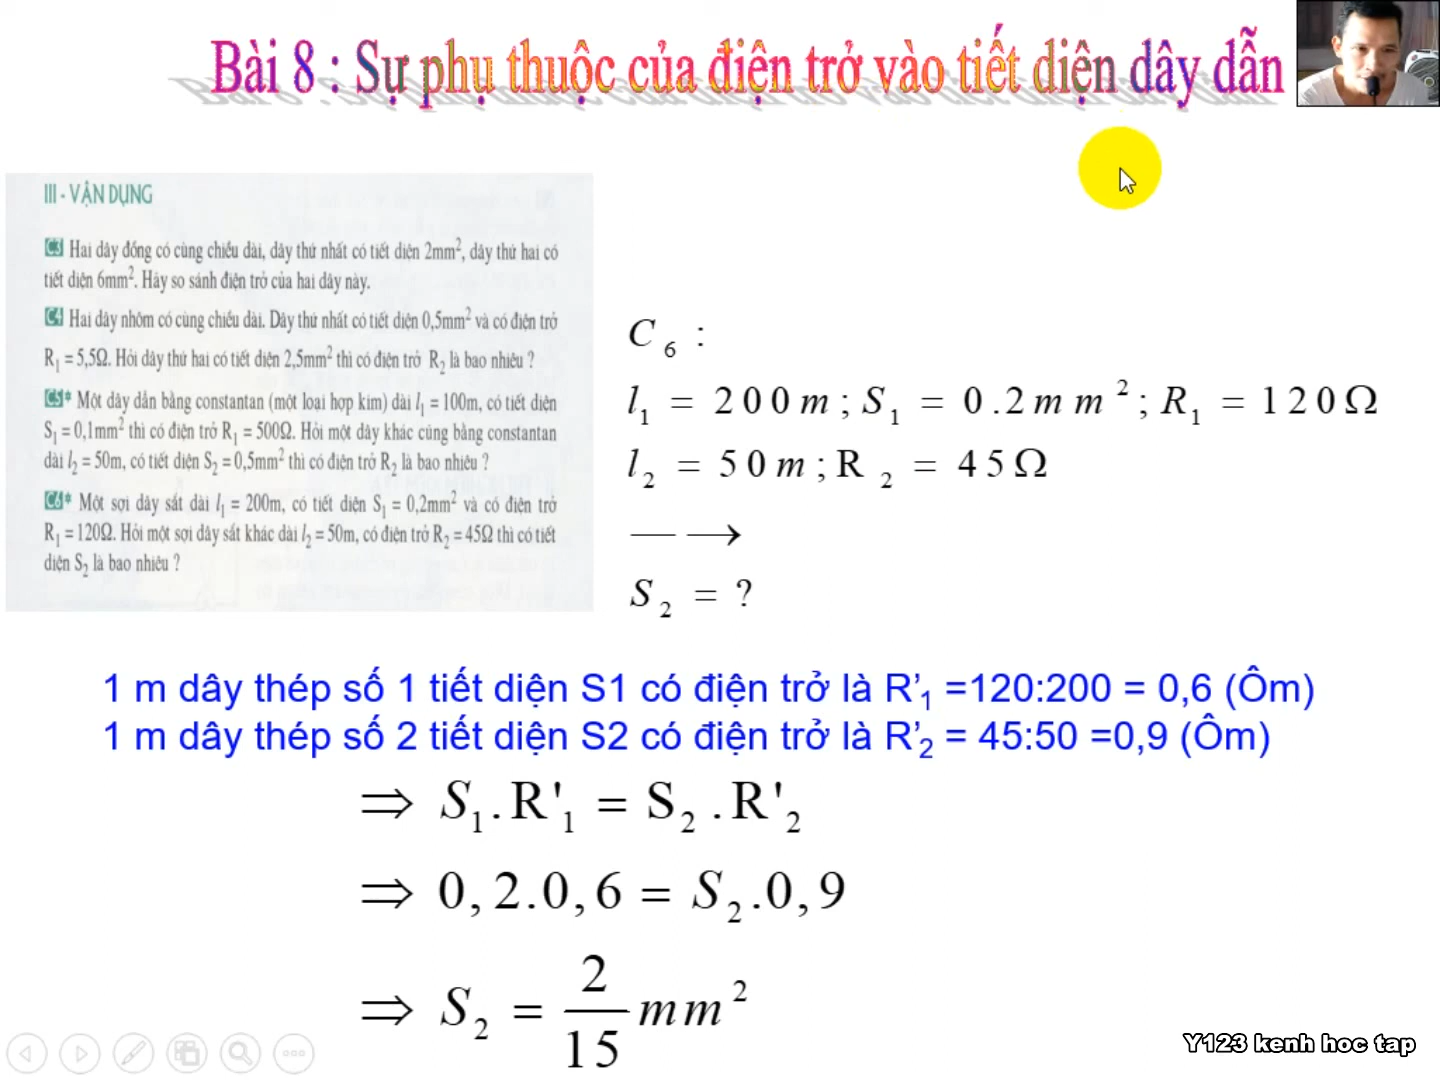 Bài 8 : Sự phụ thuộc của điện trở vào tiết diện dây dẫn
III - VẬN DỤNG
C3 Hai dây đồng có cùng chiều dài, dây thứ nhất có tiết diện 2mm², dây thứ hai có
tiết diện 6mm². Hãy so sánh điện trở của hai dây này.
C4 Hai dây nhôm có cùng chiều dài. Dây thứ nhất có tiết diện 0,5mm² và có điện trở
R₁ = 5,5Ω. Hỏi dây thứ hai có tiết diện 2,5mm² thì có điện trở R₂ là bao nhiêu ?
C5* Một dây dẫn bằng constantan (một loại hợp kim) dài l₁ = 100m, có tiết diện
S₁ = 0,1mm² thì có điện trở R₁ = 500Ω. Hỏi một dây khác cũng bằng constantan
dài l₂ = 50m, có tiết diện S₂ = 0,5mm² thì có điện trở R₂ là bao nhiêu ?
C6* Một sợi dây sắt dài l₁ = 200m, có tiết diện S₁ = 0,2mm² và có điện trở
R₁ = 120Ω. Hỏi một sợi dây sắt khác dài l₂ = 50m, có điện trở R₂ = 45Ω thì có tiết
diện S₂ là bao nhiêu ?
C₆ :
l₁ = 200m ; S₁ = 0.2mm² ; R₁ = 120Ω
l₂ = 50m ; R₂ = 45Ω
— →
S₂ = ?
1 m dây thép số 1 tiết diện S1 có điện trở là R’₁ =120:200 = 0,6 (Ôm)
1 m dây thép số 2 tiết diện S2 có điện trở là R’₂ = 45:50 =0,9 (Ôm)
⇒ S₁.R'₁ = S₂.R'₂
⇒ 0,2.0,6 = S₂.0,9
⇒ S₂ = 2/15 mm²
Y123 kenh hoc tap